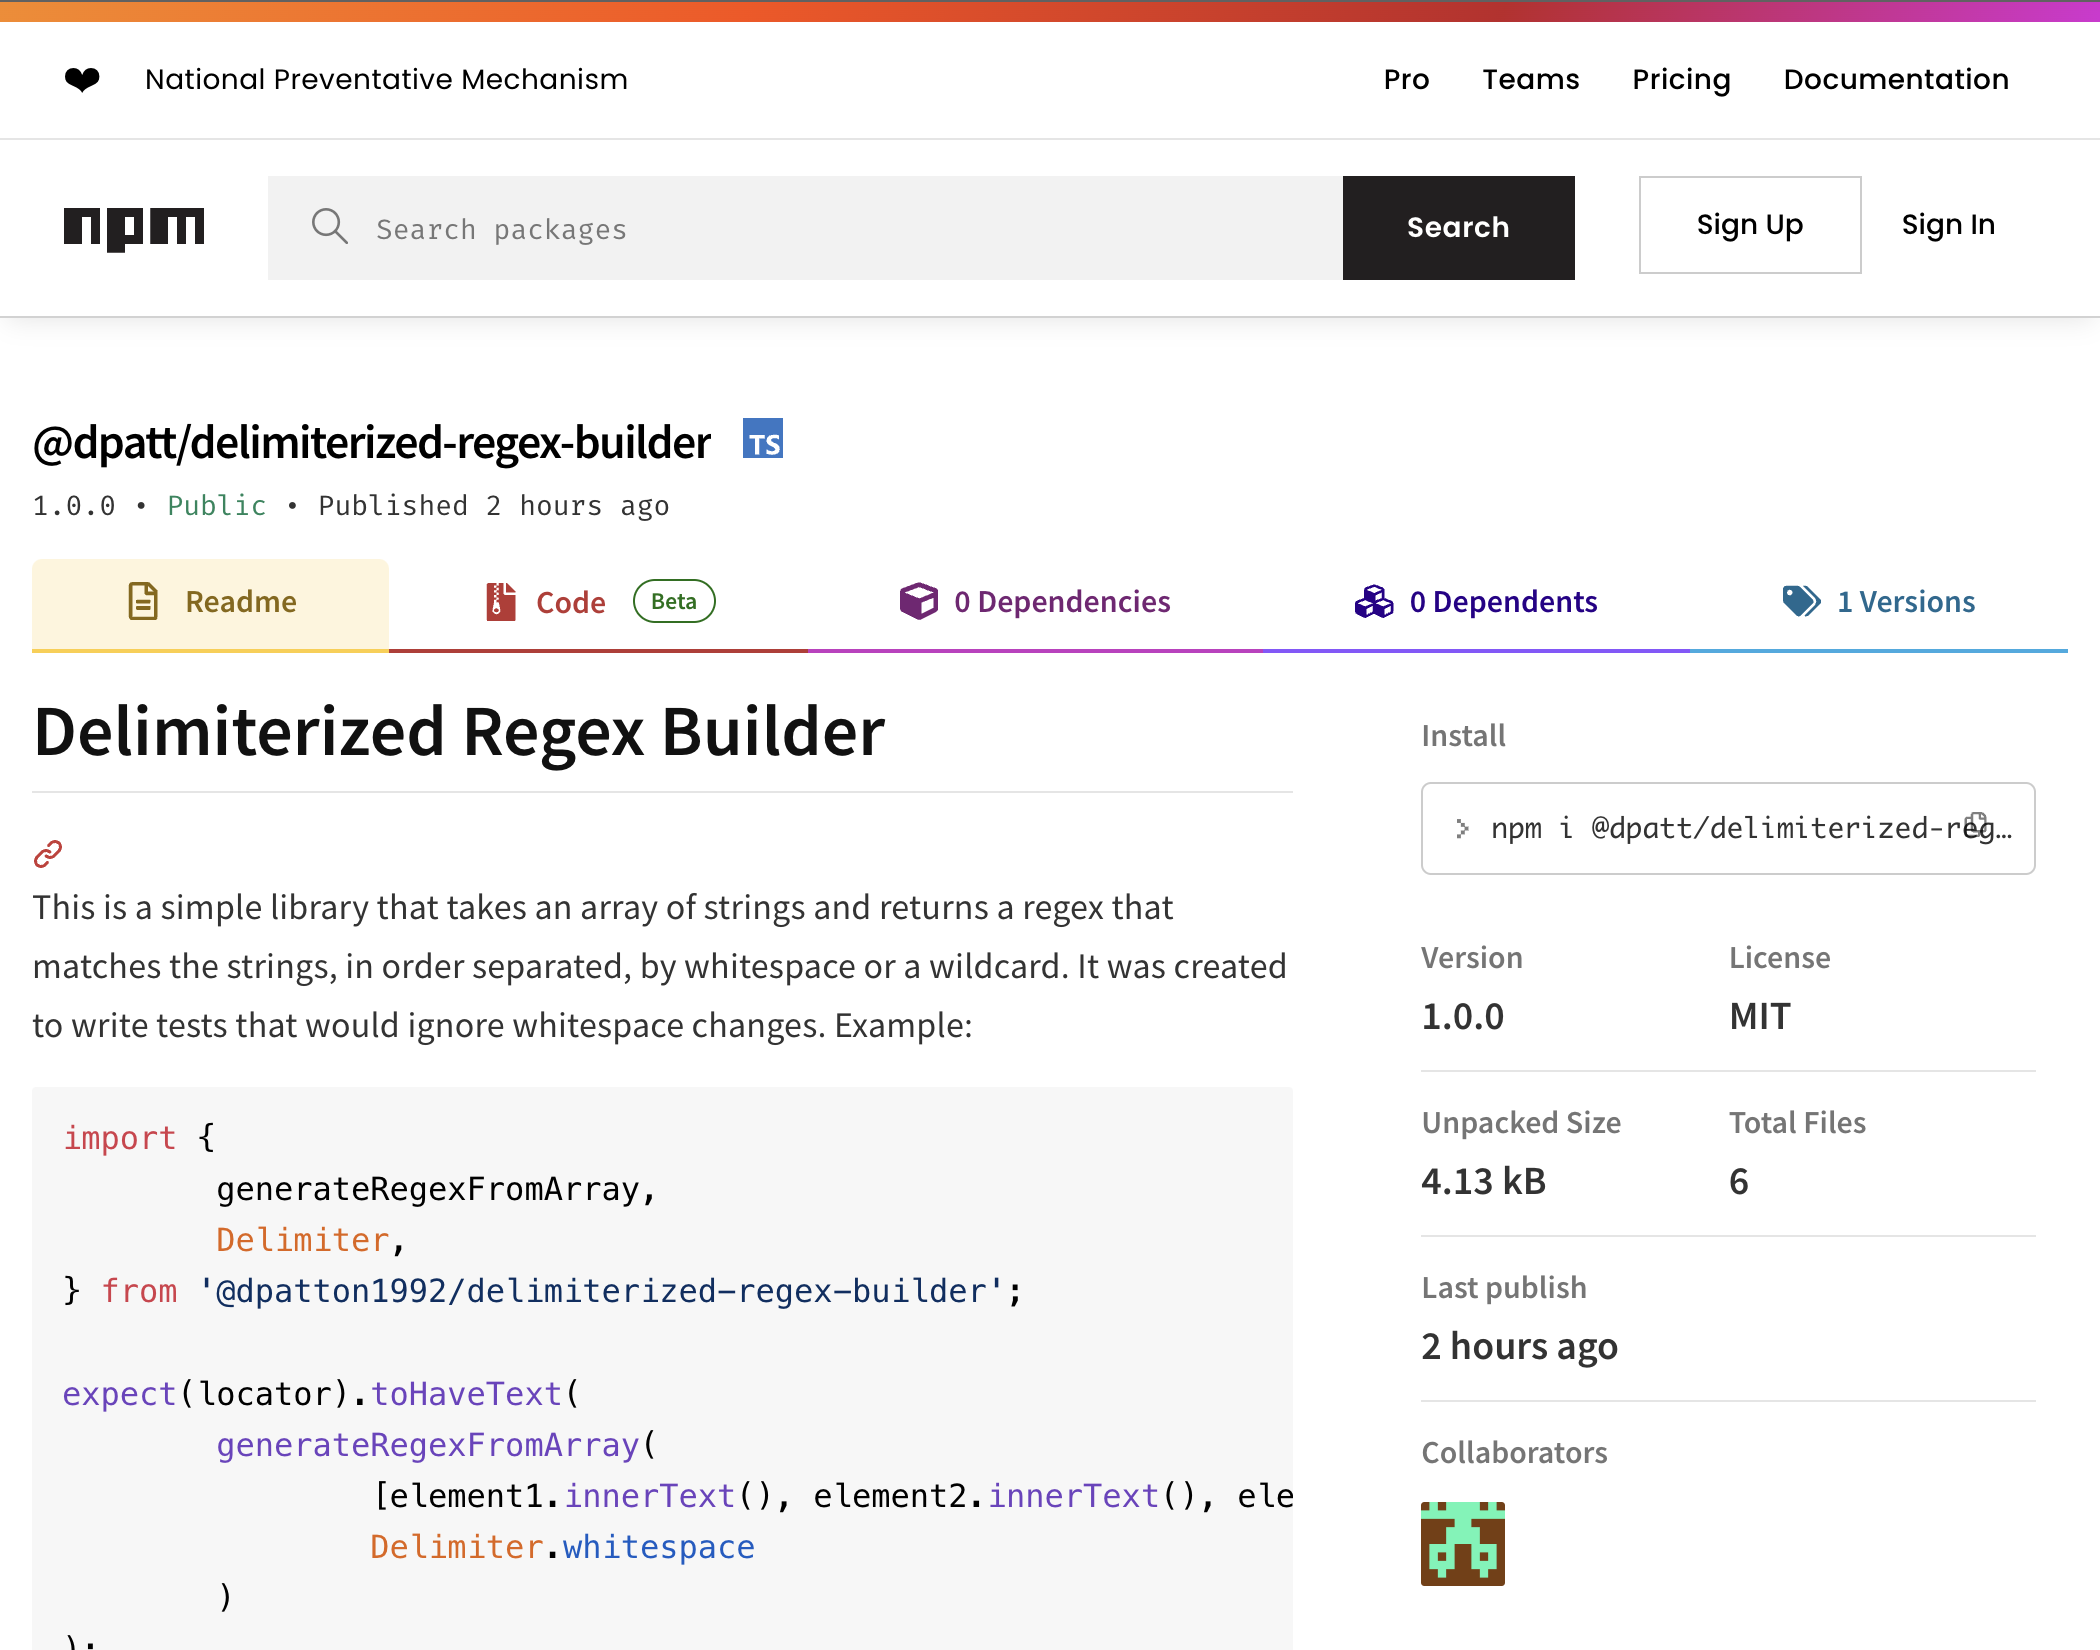 ❤ National Preventative Mechanism
Pro Teams Pricing Documentation
npm
Search packages
Search
Sign Up
Sign In
@dpatt/delimiterized-regex-builder TS
1.0.0 • Public • Published 2 hours ago
Readme
Code Beta
0 Dependencies
0 Dependents
1 Versions
Delimiterized Regex Builder
This is a simple library that takes an array of strings and returns a regex that
matches the strings, in order separated, by whitespace or a wildcard. It was created
to write tests that would ignore whitespace changes. Example:
import {
generateRegexFromArray,
Delimiter,
} from '@dpatton1992/delimiterized-regex-builder';
expect(locator).toHaveText(
generateRegexFromArray(
[element1.innerText(), element2.innerText(), ele
Delimiter.whitespace
)
);
Install
npm i @dpatt/delimiterized-reg…
Version
License
1.0.0
MIT
Unpacked Size
Total Files
4.13 kB
6
Last publish
2 hours ago
Collaborators